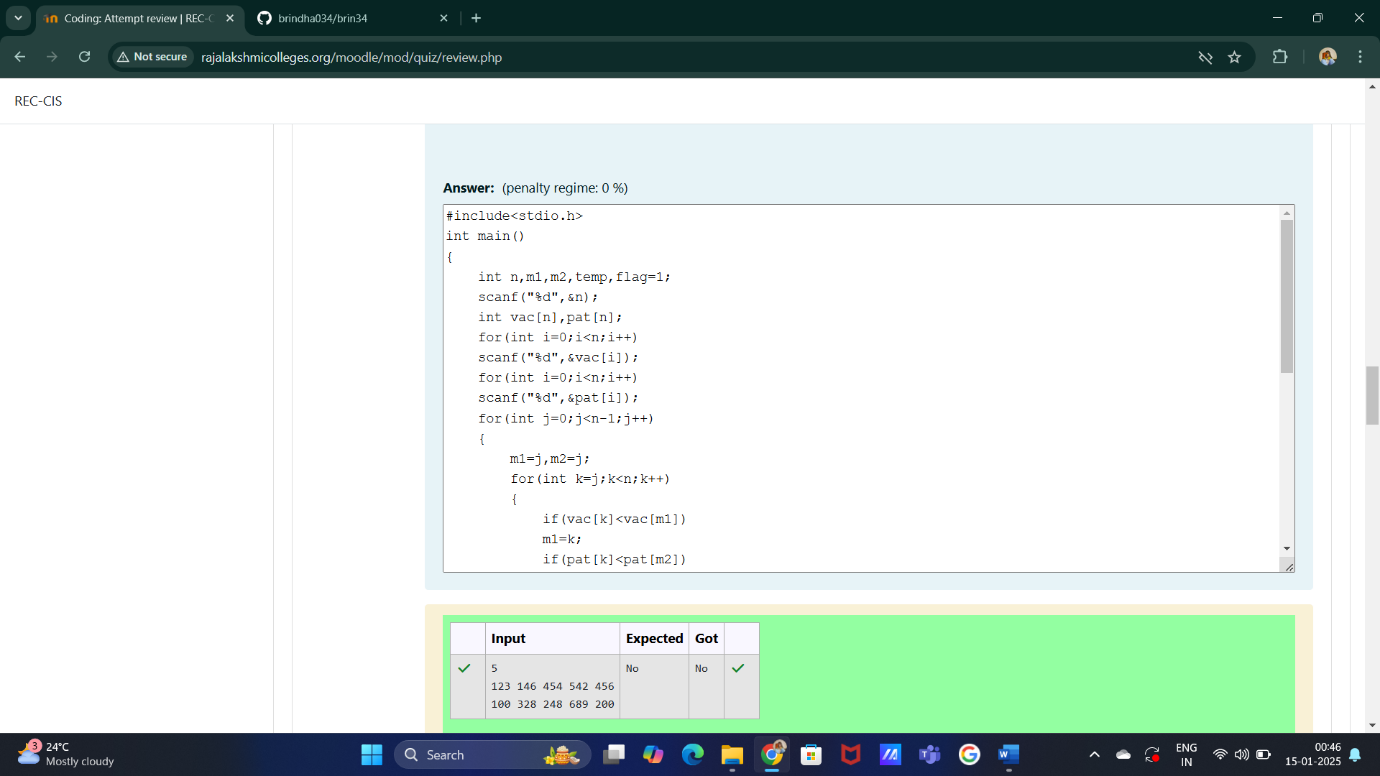 Coding: Attempt review | REC-C
brindha034/brin34
Not secure
rajalakshmicolleges.org/moodle/mod/quiz/review.php
REC-CIS
Answer: (penalty regime: 0 %)
#include<stdio.h>
int main()
{
    int n,m1,m2,temp,flag=1;
    scanf("%d",&n);
    int vac[n],pat[n];
    for(int i=0;i<n;i++)
    scanf("%d",&vac[i]);
    for(int i=0;i<n;i++)
    scanf("%d",&pat[i]);
    for(int j=0;j<n-1;j++)
    {
        m1=j,m2=j;
        for(int k=j;k<n;k++)
        {
            if(vac[k]<vac[m1])
            m1=k;
            if(pat[k]<pat[m2])
Input Expected Got
5 No No
123 146 454 542 456
100 328 248 689 200
3
24°C
Mostly cloudy
Search
ENG
IN
00:46
15-01-2025